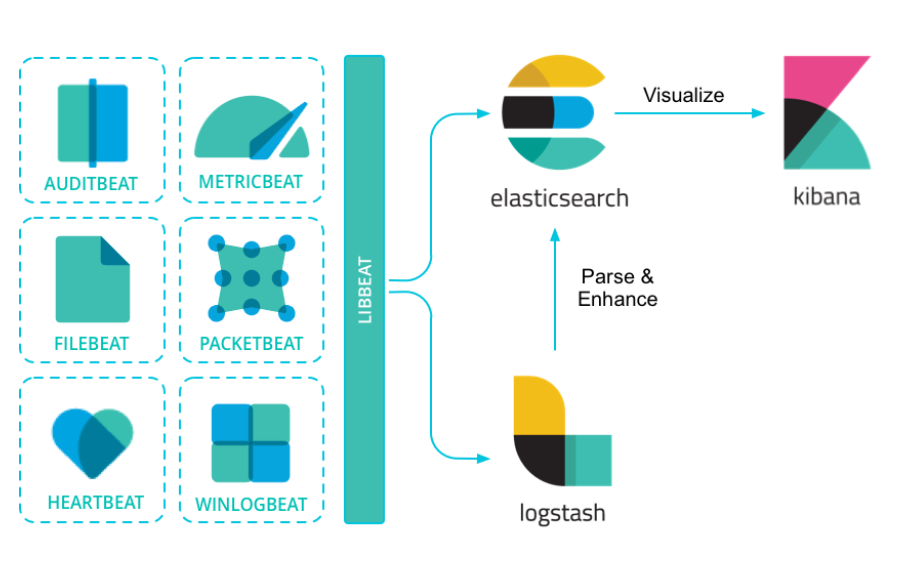 AUDITBEAT
METRICBEAT
FILEBEAT
PACKETBEAT
HEARTBEAT
WINLOGBEAT
LIBBEAT
elasticsearch
Visualize
kibana
Parse &
Enhance
logstash